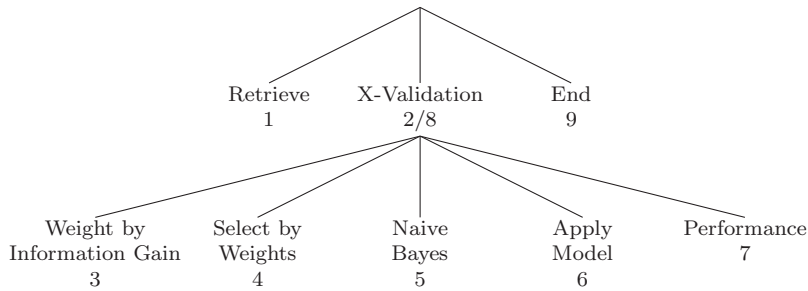 Retrieve X-Validation End
1 2/8 9
Weight by Select by Naive Apply Performance
Information Gain Weights Bayes Model 7
3 4 5 6